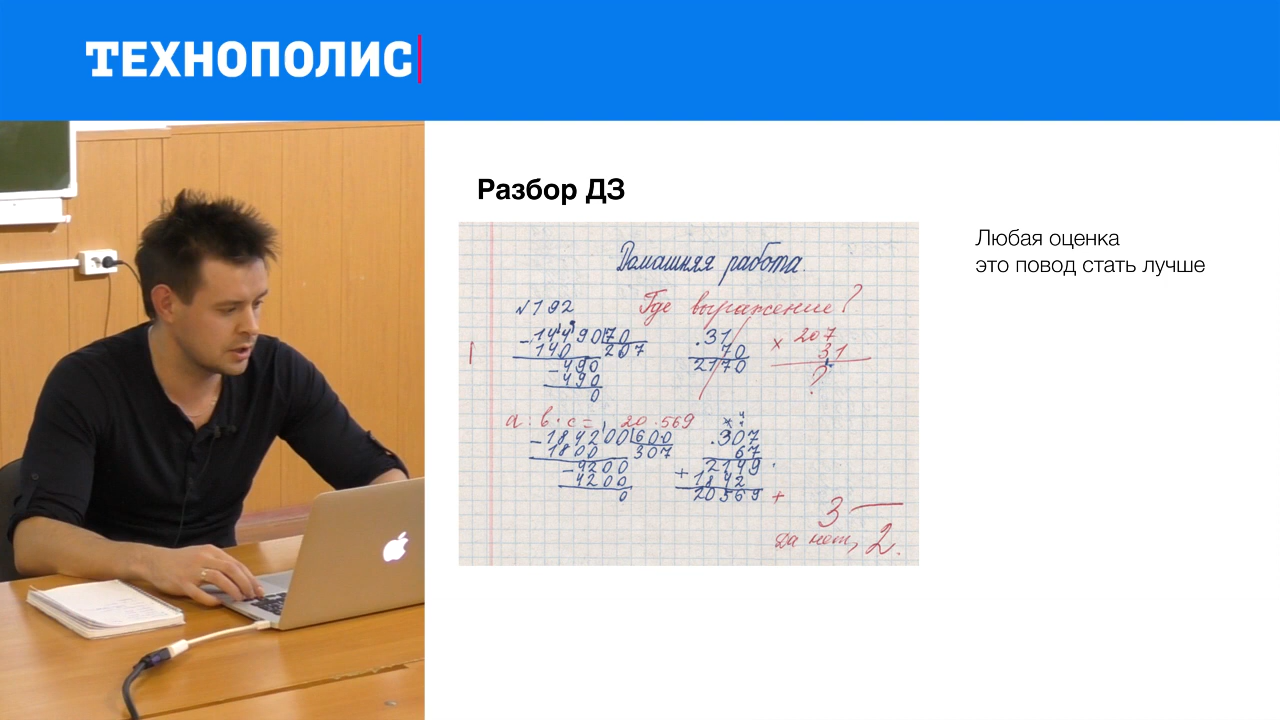 ТЕХНОПОЛИС
Разбор ДЗ
Любая оценка
это повод стать лучше
Домашняя работа.
№192
Где выражение?
-14490 70
140 207
-490
490
0
.31
70
2170
× 207
31
?
a : b · c = 20.569
-184200 600
1800 307
-4200
4200
0
.307
67
2149
+ 1842
20569 +
3 —
Да нет, 2.